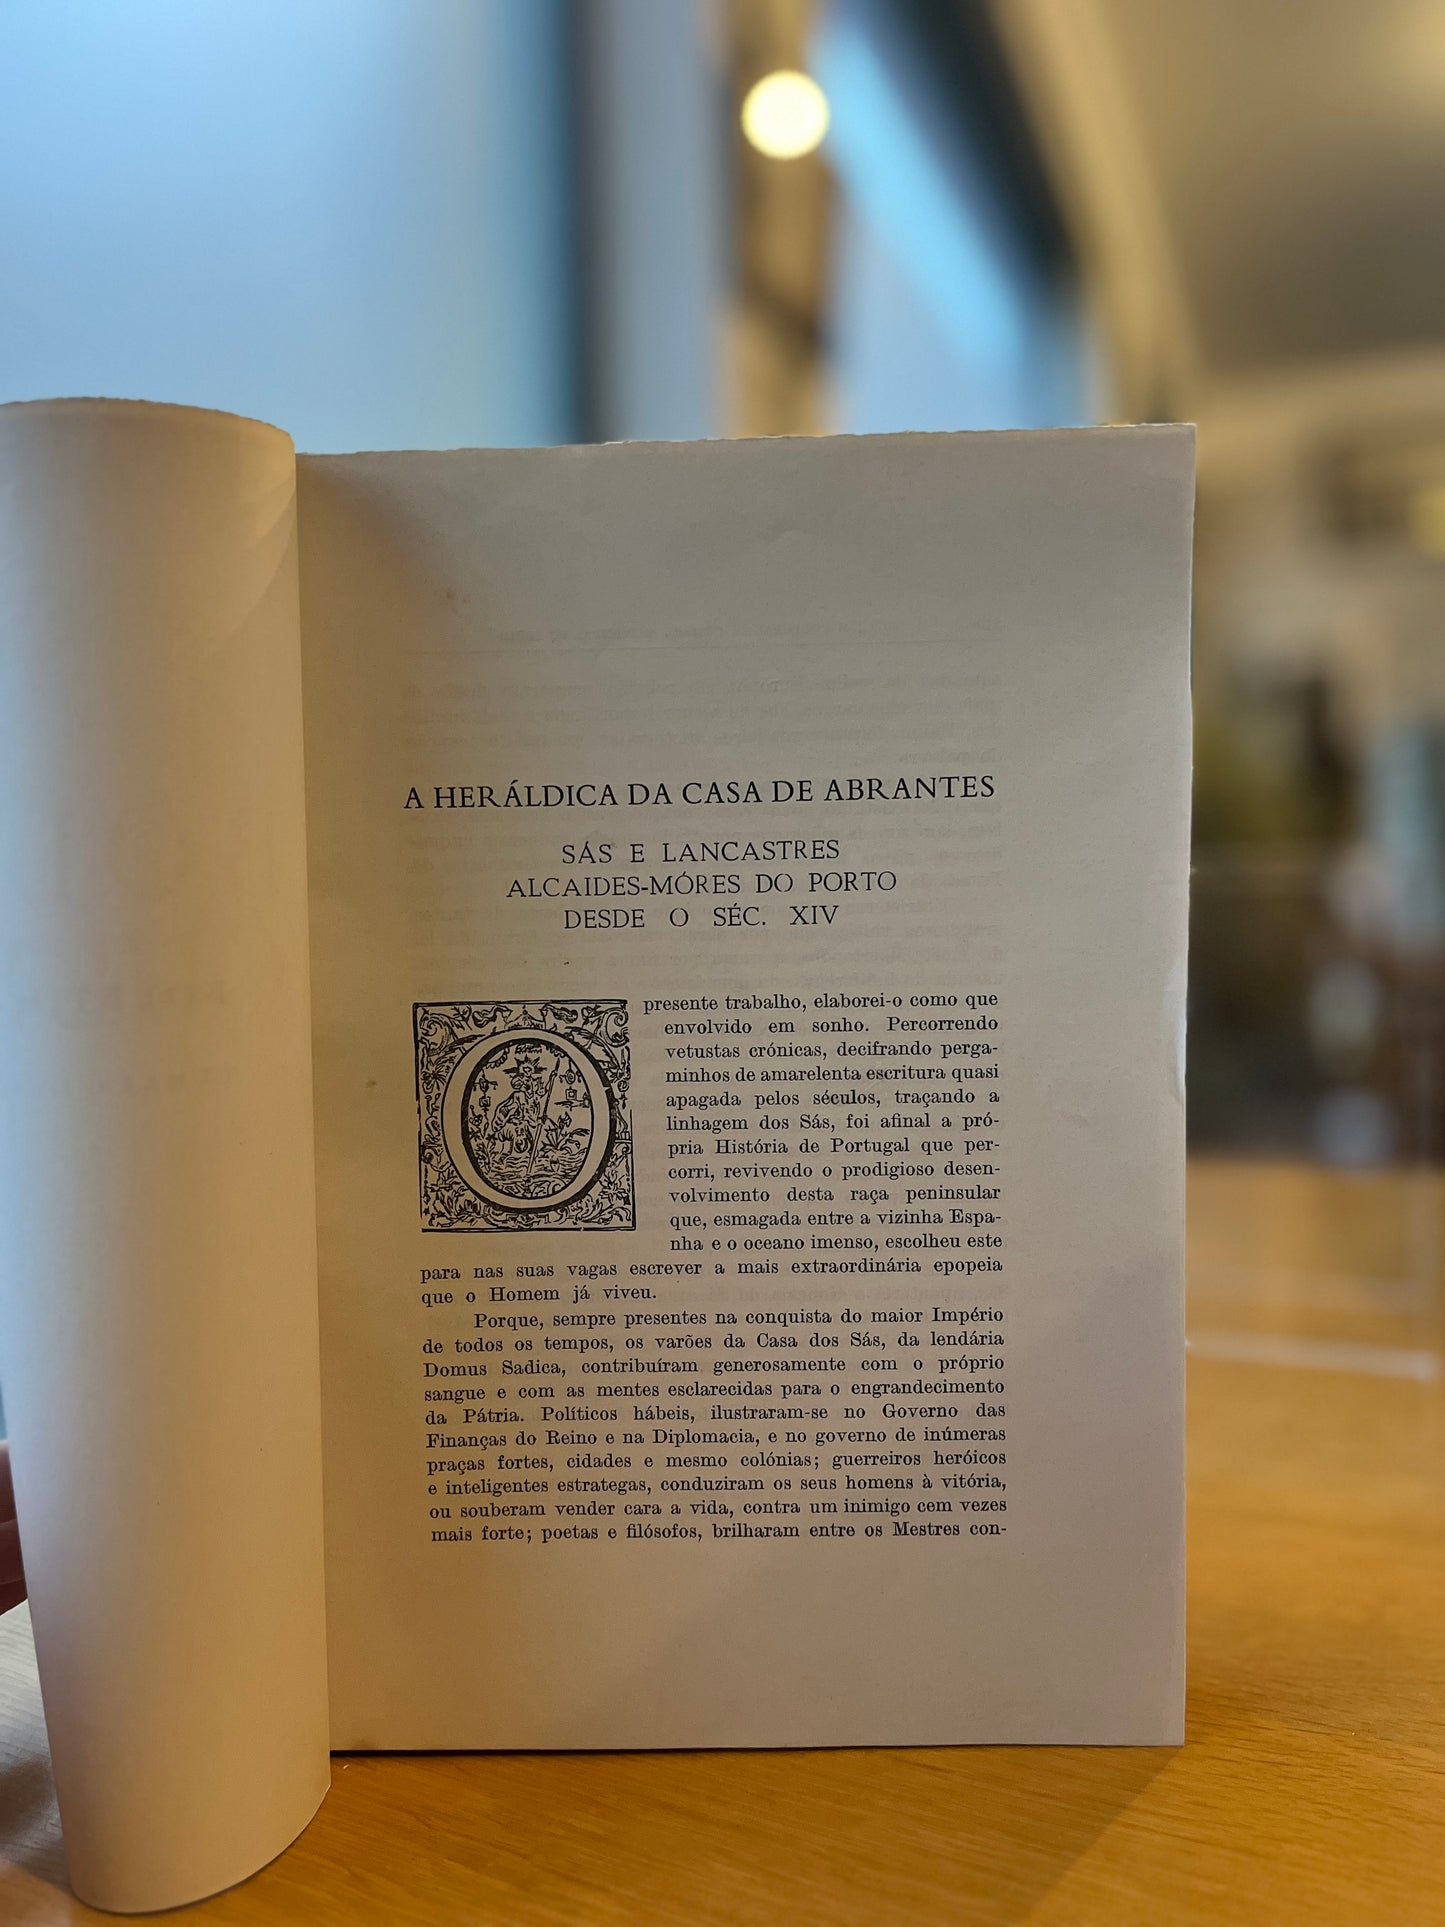 A HERÁLDICA DA CASA DE ABRANTES
SÁS E LANCASTRES
ALCAIDES-MÓRES DO PORTO
DESDE O SÉC. XIV
O presente trabalho, elaborei-o como que
envolvido em sonho. Percorrendo
vetustas crónicas, decifrando perga-
minhos de amarelenta escritura quasi
apagada pelos séculos, traçando a
linhagem dos Sás, foi afinal a pró-
pria História de Portugal que per-
corri, revivendo o prodigioso desen-
volvimento desta raça peninsular
que, esmagada entre a vizinha Espa-
nha e o oceano imenso, escolheu este
para nas suas vagas escrever a mais extraordinária epopeia
que o Homem já viveu.
Porque, sempre presentes na conquista do maior Império
de todos os tempos, os varões da Casa dos Sás, da lendária
Domus Sadica, contribuíram generosamente com o próprio
sangue e com as mentes esclarecidas para o engrandecimento
da Pátria. Políticos hábeis, ilustraram-se no Governo das
Finanças do Reino e na Diplomacia, e no governo de inúmeras
praças fortes, cidades e mesmo colónias; guerreiros heróicos
e inteligentes estrategas, conduziram os seus homens à vitória,
ou souberam vender cara a vida, contra um inimigo cem vezes
mais forte; poetas e filósofos, brilharam entre os Mestres con-